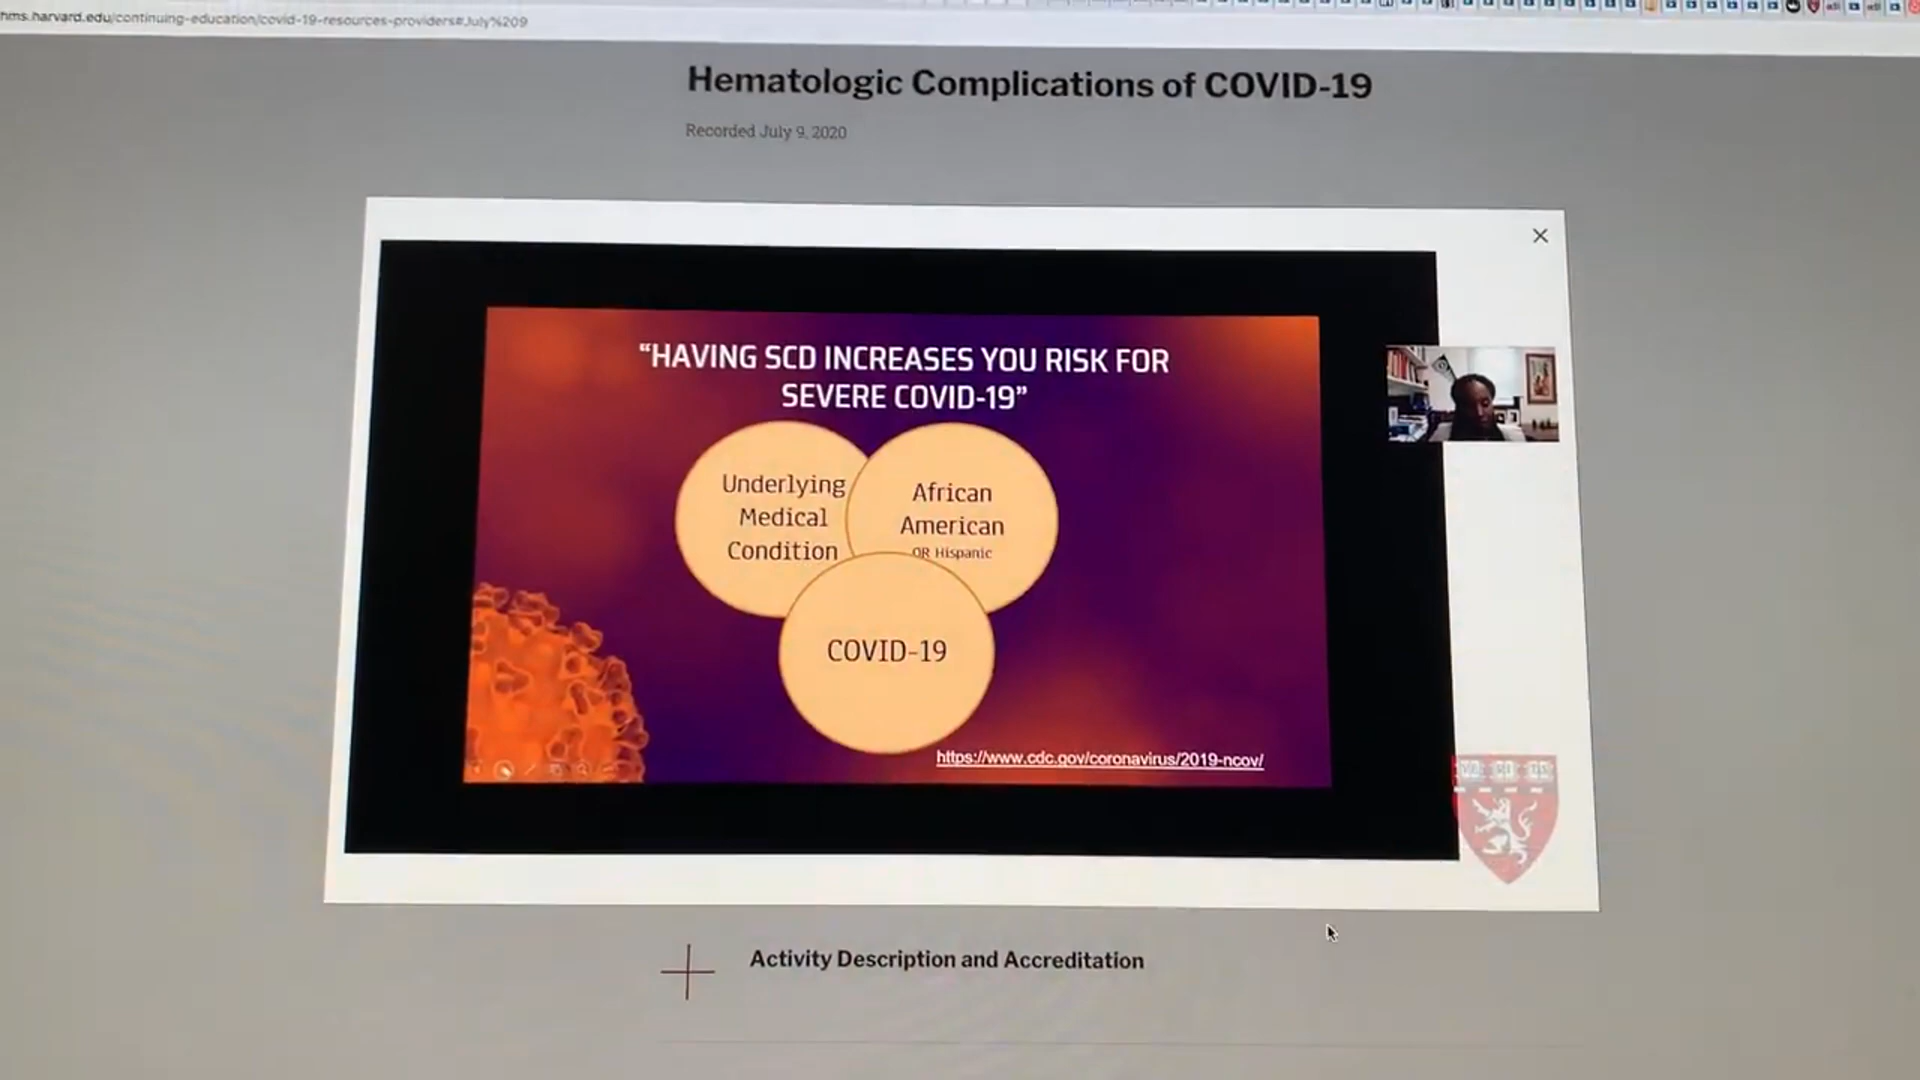 hms.harvard.edu/continuing-education/covid-19-resources-providers#July%209
Hematologic Complications of COVID-19
Recorded July 9, 2020
“HAVING SCD INCREASES YOU RISK FOR
SEVERE COVID-19”
Underlying
Medical
Condition
African
American
OR Hispanic
COVID-19
https://www.cdc.gov/coronavirus/2019-ncov/
Activity Description and Accreditation